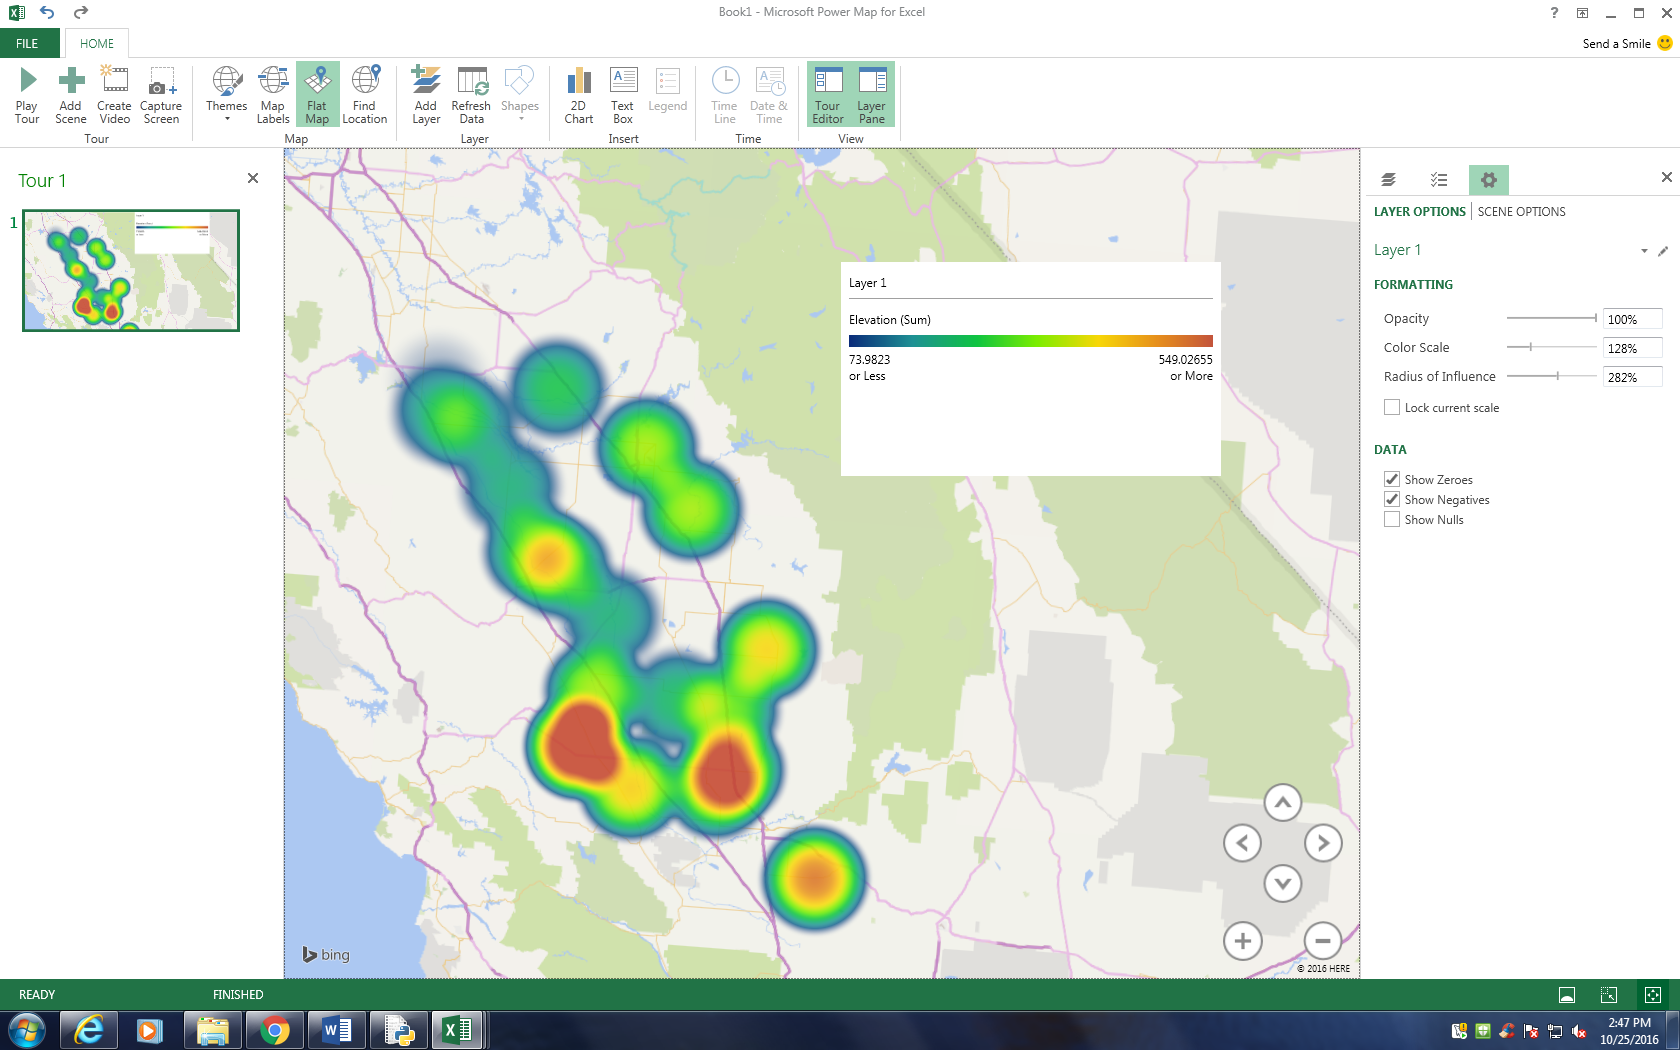 Book1 - Microsoft Power Map for Excel
?
FILE
HOME
Send a Smile
Play Tour
Add Scene
Create Video
Capture Screen
Themes
Map Labels
Flat Map
Find Location
Add Layer
Refresh Data
Shapes
2D Chart
Text Box
Legend
Time Line
Date & Time
Tour Editor
Layer Pane
Tour
Map
Layer
Insert
Time
View
Tour 1
1
Layer 1
Elevation (Sum)
73.9823
or Less
549.02655
or More
bing
© 2016 HERE
LAYER OPTIONS
SCENE OPTIONS
Layer 1
FORMATTING
Opacity
100%
Color Scale
128%
Radius of Influence
282%
Lock current scale
DATA
Show Zeroes
Show Negatives
Show Nulls
READY
FINISHED
2:47 PM
10/25/2016